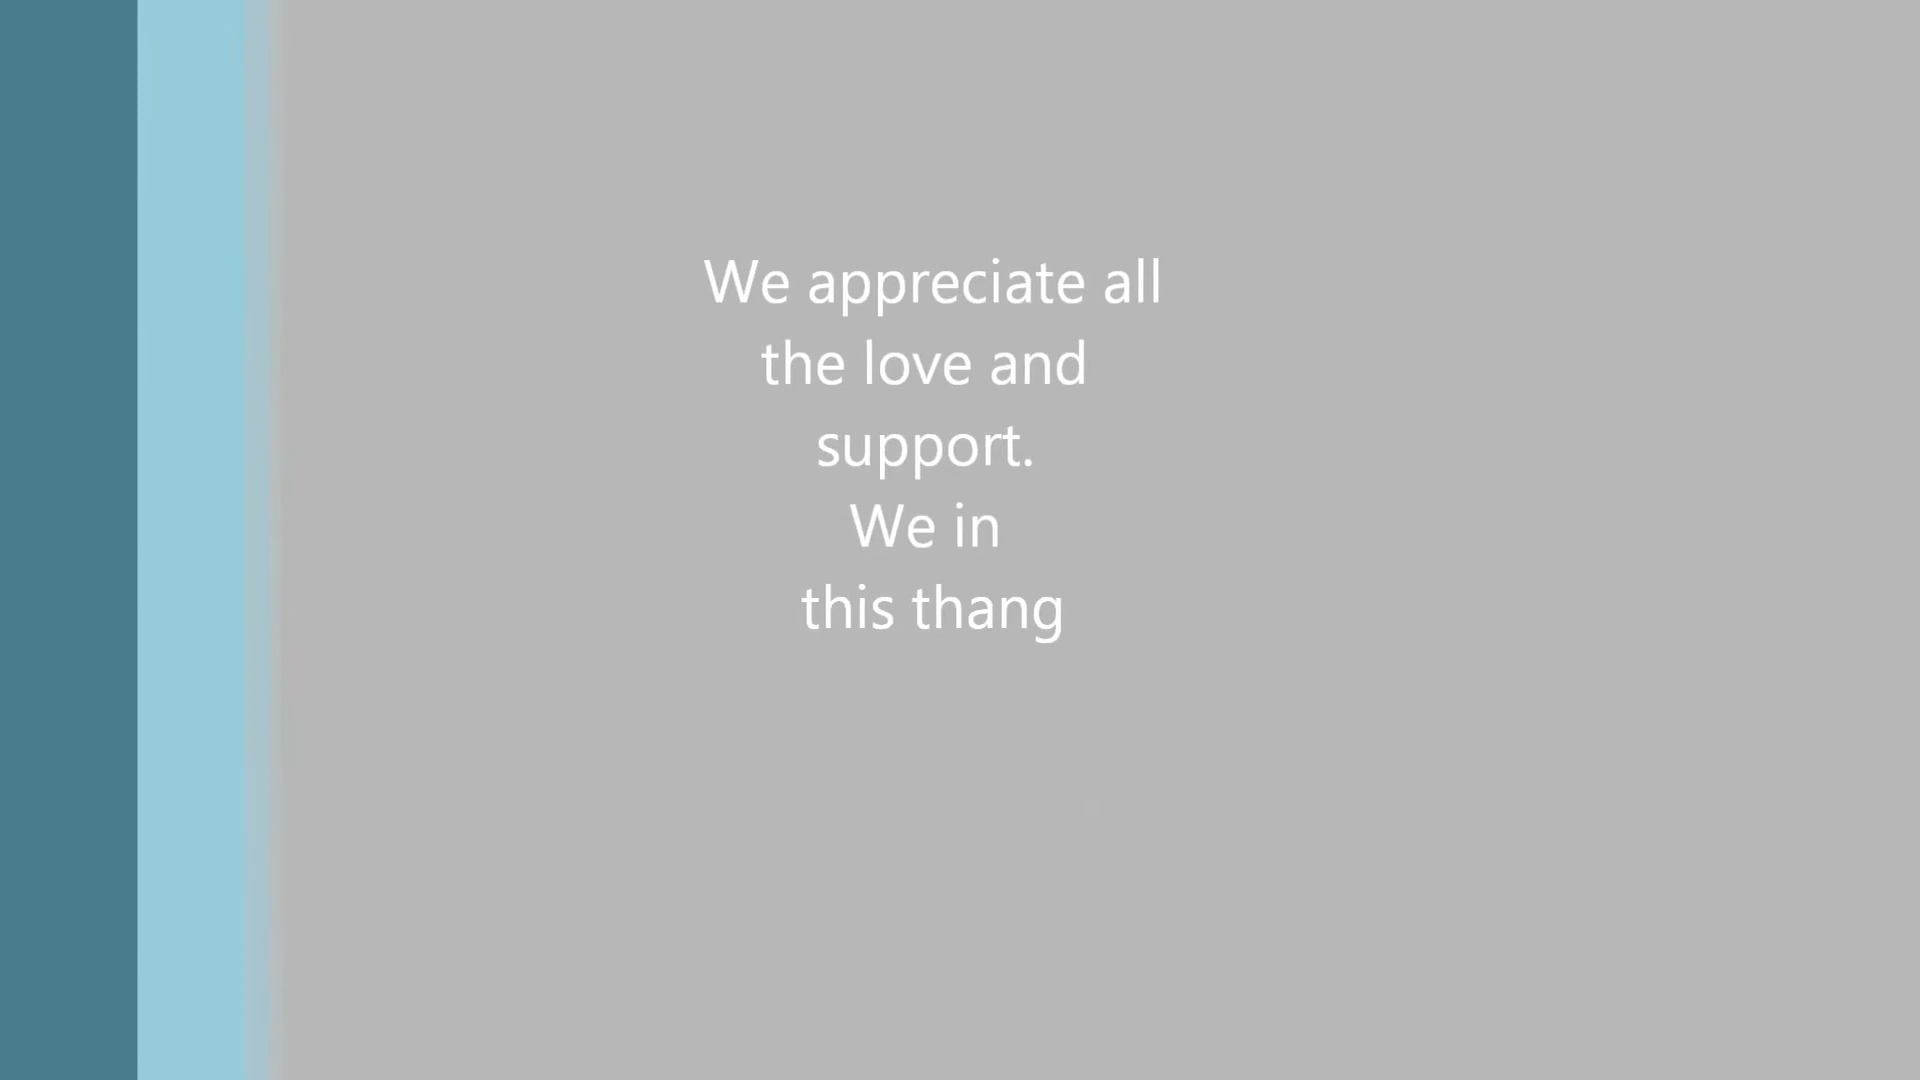 We appreciate all
the love and
support.
We in
this thang